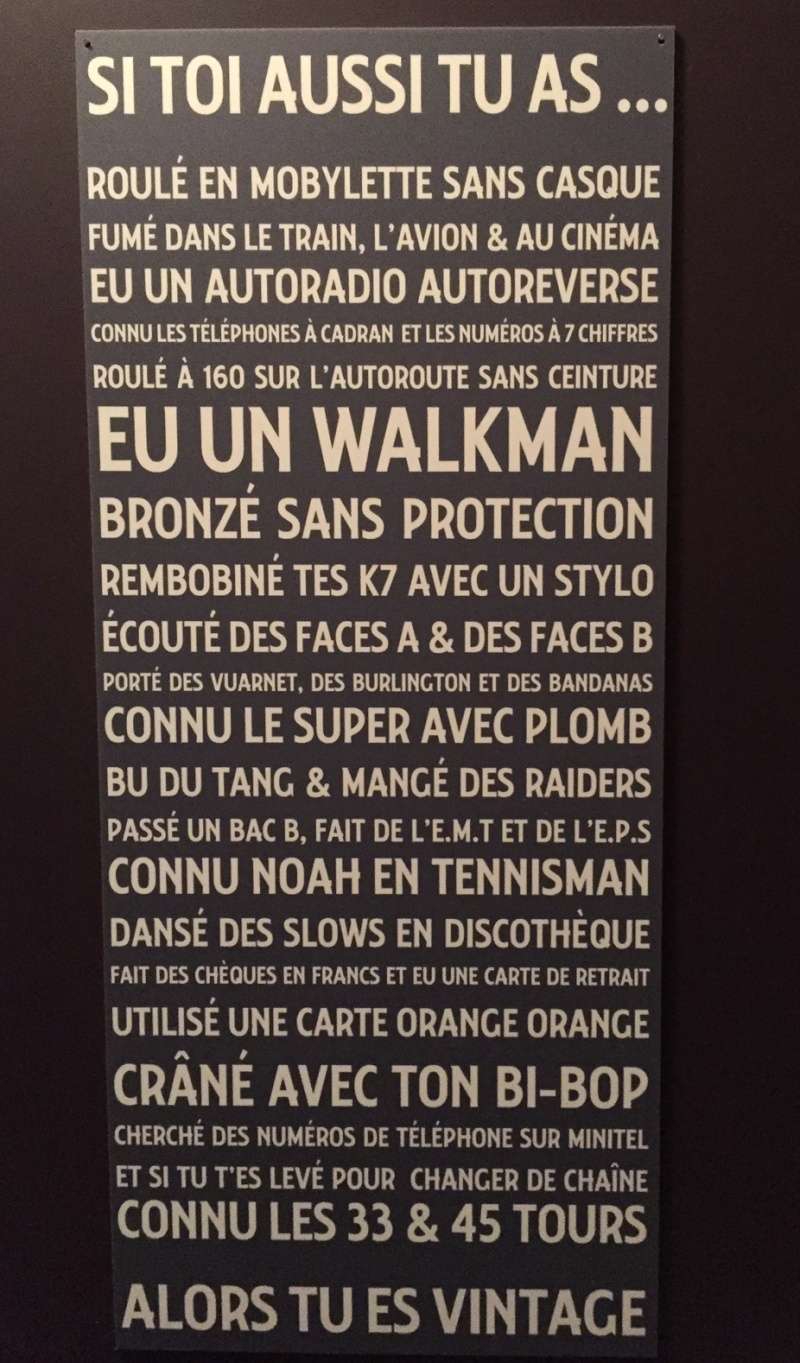 SI TOI AUSSI TU AS ...
ROULÉ EN MOBYLETTE SANS CASQUE
FUMÉ DANS LE TRAIN, L'AVION & AU CINÉMA
EU UN AUTORADIO AUTOREVERSE
CONNU LES TÉLÉPHONES À CADRAN ET LES NUMÉROS À 7 CHIFFRES
ROULÉ À 160 SUR L'AUTOROUTE SANS CEINTURE
EU UN WALKMAN
BRONZÉ SANS PROTECTION
REMBOBINÉ TES K7 AVEC UN STYLO
ÉCOUTÉ DES FACES A & DES FACES B
PORTÉ DES VUARNET, DES BURLINGTON ET DES BANDANAS
CONNU LE SUPER AVEC PLOMB
BU DU TANG & MANGÉ DES RAIDERS
PASSÉ UN BAC B, FAIT DE L'E.M.T ET DE L'E.P.S
CONNU NOAH EN TENNISMAN
DANSÉ DES SLOWS EN DISCOTHÈQUE
FAIT DES CHÈQUES EN FRANCS ET EU UNE CARTE DE RETRAIT
UTILISÉ UNE CARTE ORANGE ORANGE
CRÂNÉ AVEC TON BI-BOP
CHERCHÉ DES NUMÉROS DE TÉLÉPHONE SUR MINITEL
ET SI TU T'ES LEVÉ POUR CHANGER DE CHAÎNE
CONNU LES 33 & 45 TOURS
ALORS TU ES VINTAGE